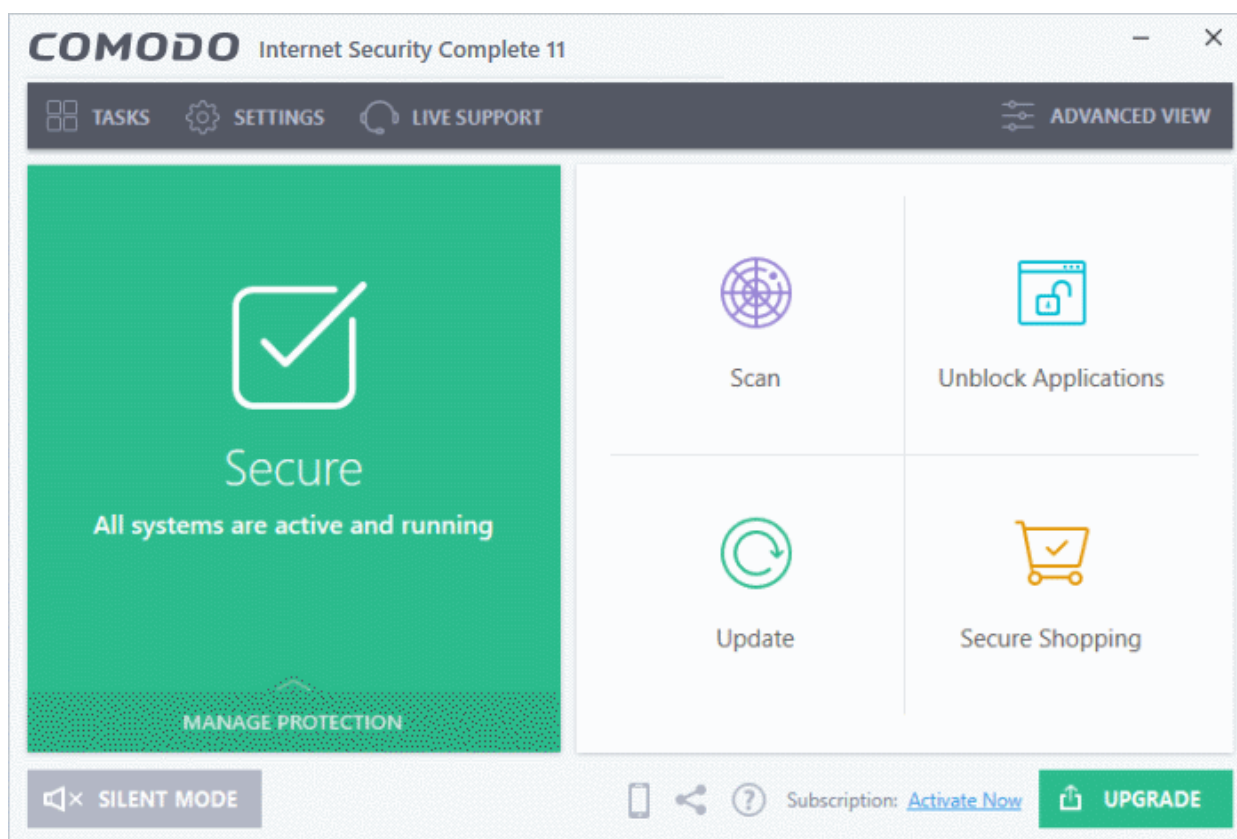 COMODO Internet Security Complete 11
TASKS SETTINGS LIVE SUPPORT ADVANCED VIEW
Secure
All systems are active and running
MANAGE PROTECTION
Scan Unblock Applications
Update Secure Shopping
SILENT MODE ? Subscription: Activate Now UPGRADE